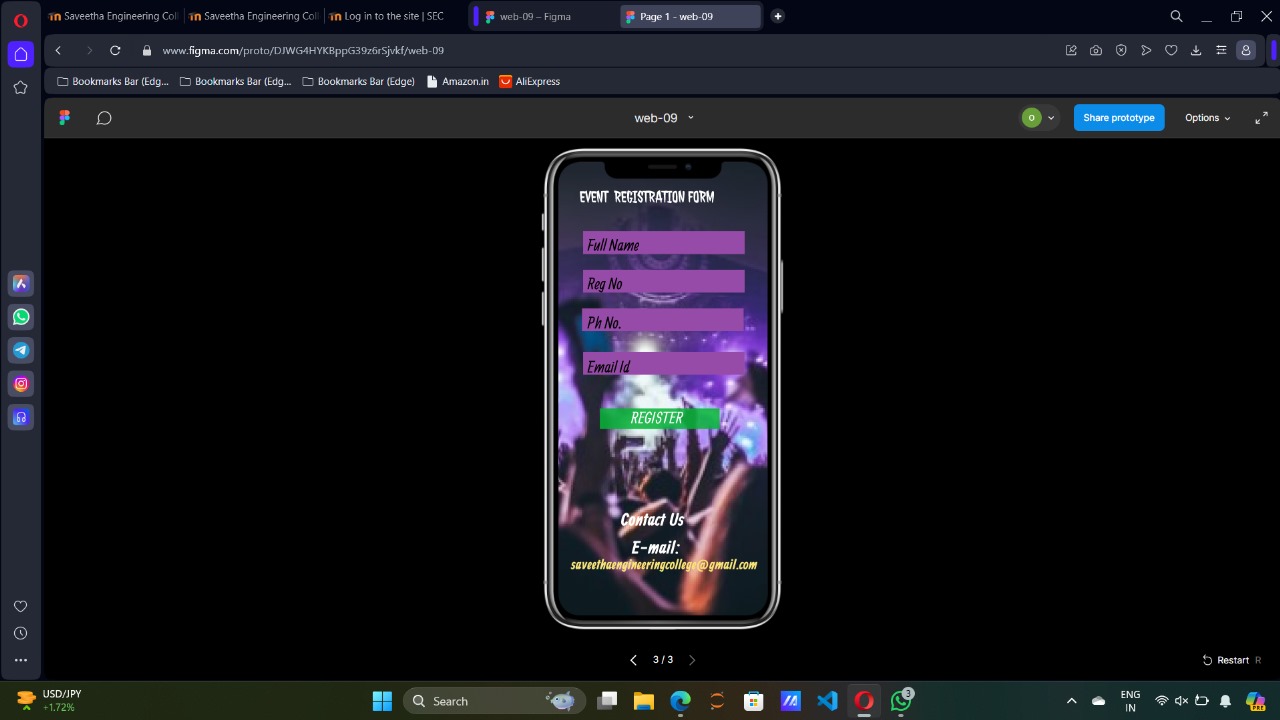 Saveetha Engineering Coll
Saveetha Engineering Coll
Log in to the site | SEC
web-09 – Figma
Page 1 - web-09
www.figma.com/proto/DJWG4HYKBppG39z6rSjvkf/web-09
Bookmarks Bar (Edg...
Bookmarks Bar (Edg...
Bookmarks Bar (Edge)
Amazon.in
AliExpress
web-09
O
Share prototype
Options
EVENT REGISTRATION FORM
Full Name
Reg No
Ph No.
Email Id
REGISTER
Contact Us
E-mail:
saveethaengineeringcollege@gmail.com
3 / 3
Restart R
USD/JPY
+1.72%
Search
3
ENG
IN
PRE